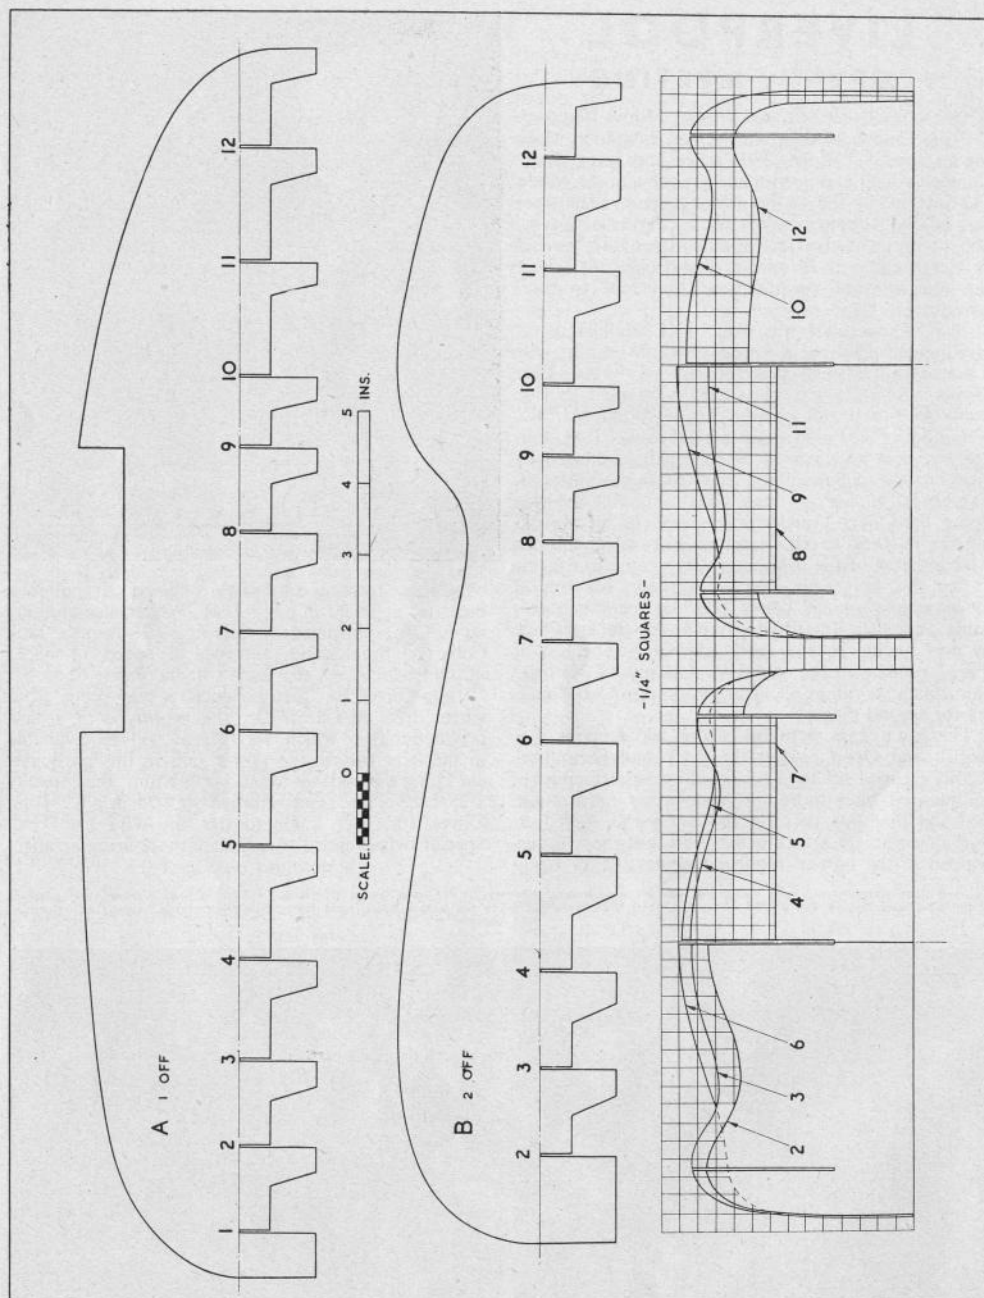 A 1 OFF
1 2 3 4 5 6 7 8 9 10 11 12
SCALE. 0 1 2 3 4 5 INS.
B 2 OFF
2 3 4 5 6 7 8 9 10 11 12
-1/4" SQUARES-
2 3 6 4 5 7 8 9 11 10 12